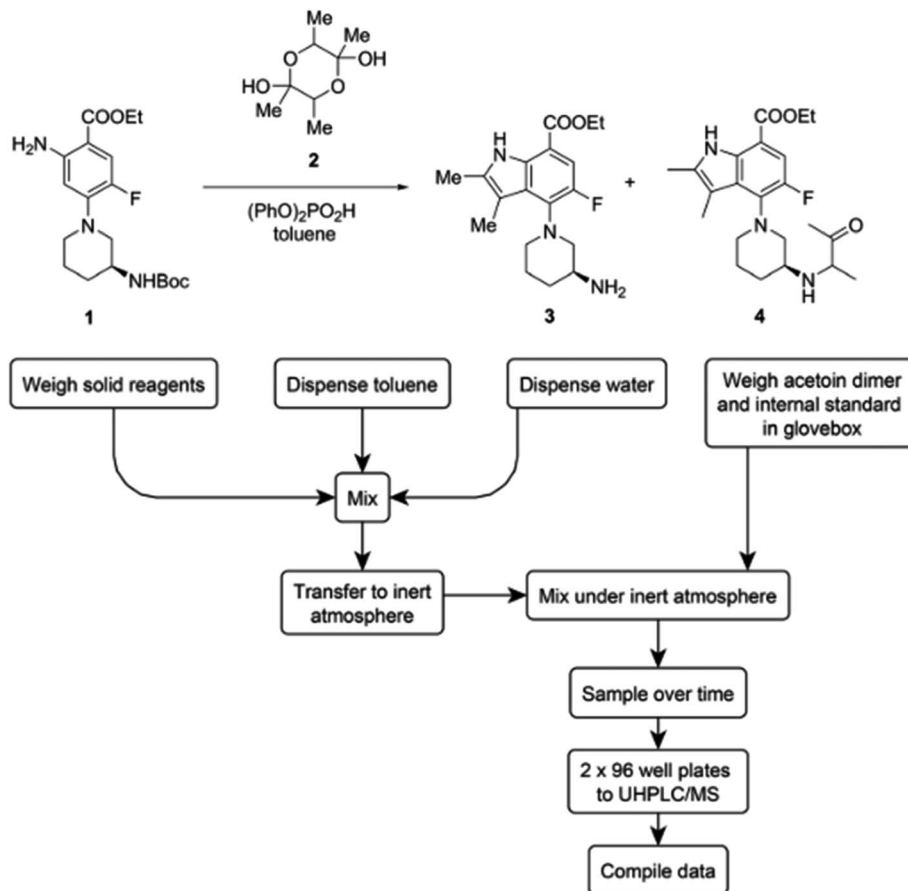 Me
Me
O
OH
HO
O
Me
Me
2
COOEt
H2N
F
N
NHBoc
1
(PhO)2PO2H
toluene
COOEt
H
N
Me
Me
F
N
NH2
3
+
COOEt
H
N
F
N
O
N
H
4
Weigh solid reagents
Dispense toluene
Dispense water
Weigh acetoin dimer
and internal standard
in glovebox
Mix
Transfer to inert
atmosphere
Mix under inert atmosphere
Sample over time
2 x 96 well plates
to UHPLC/MS
Compile data